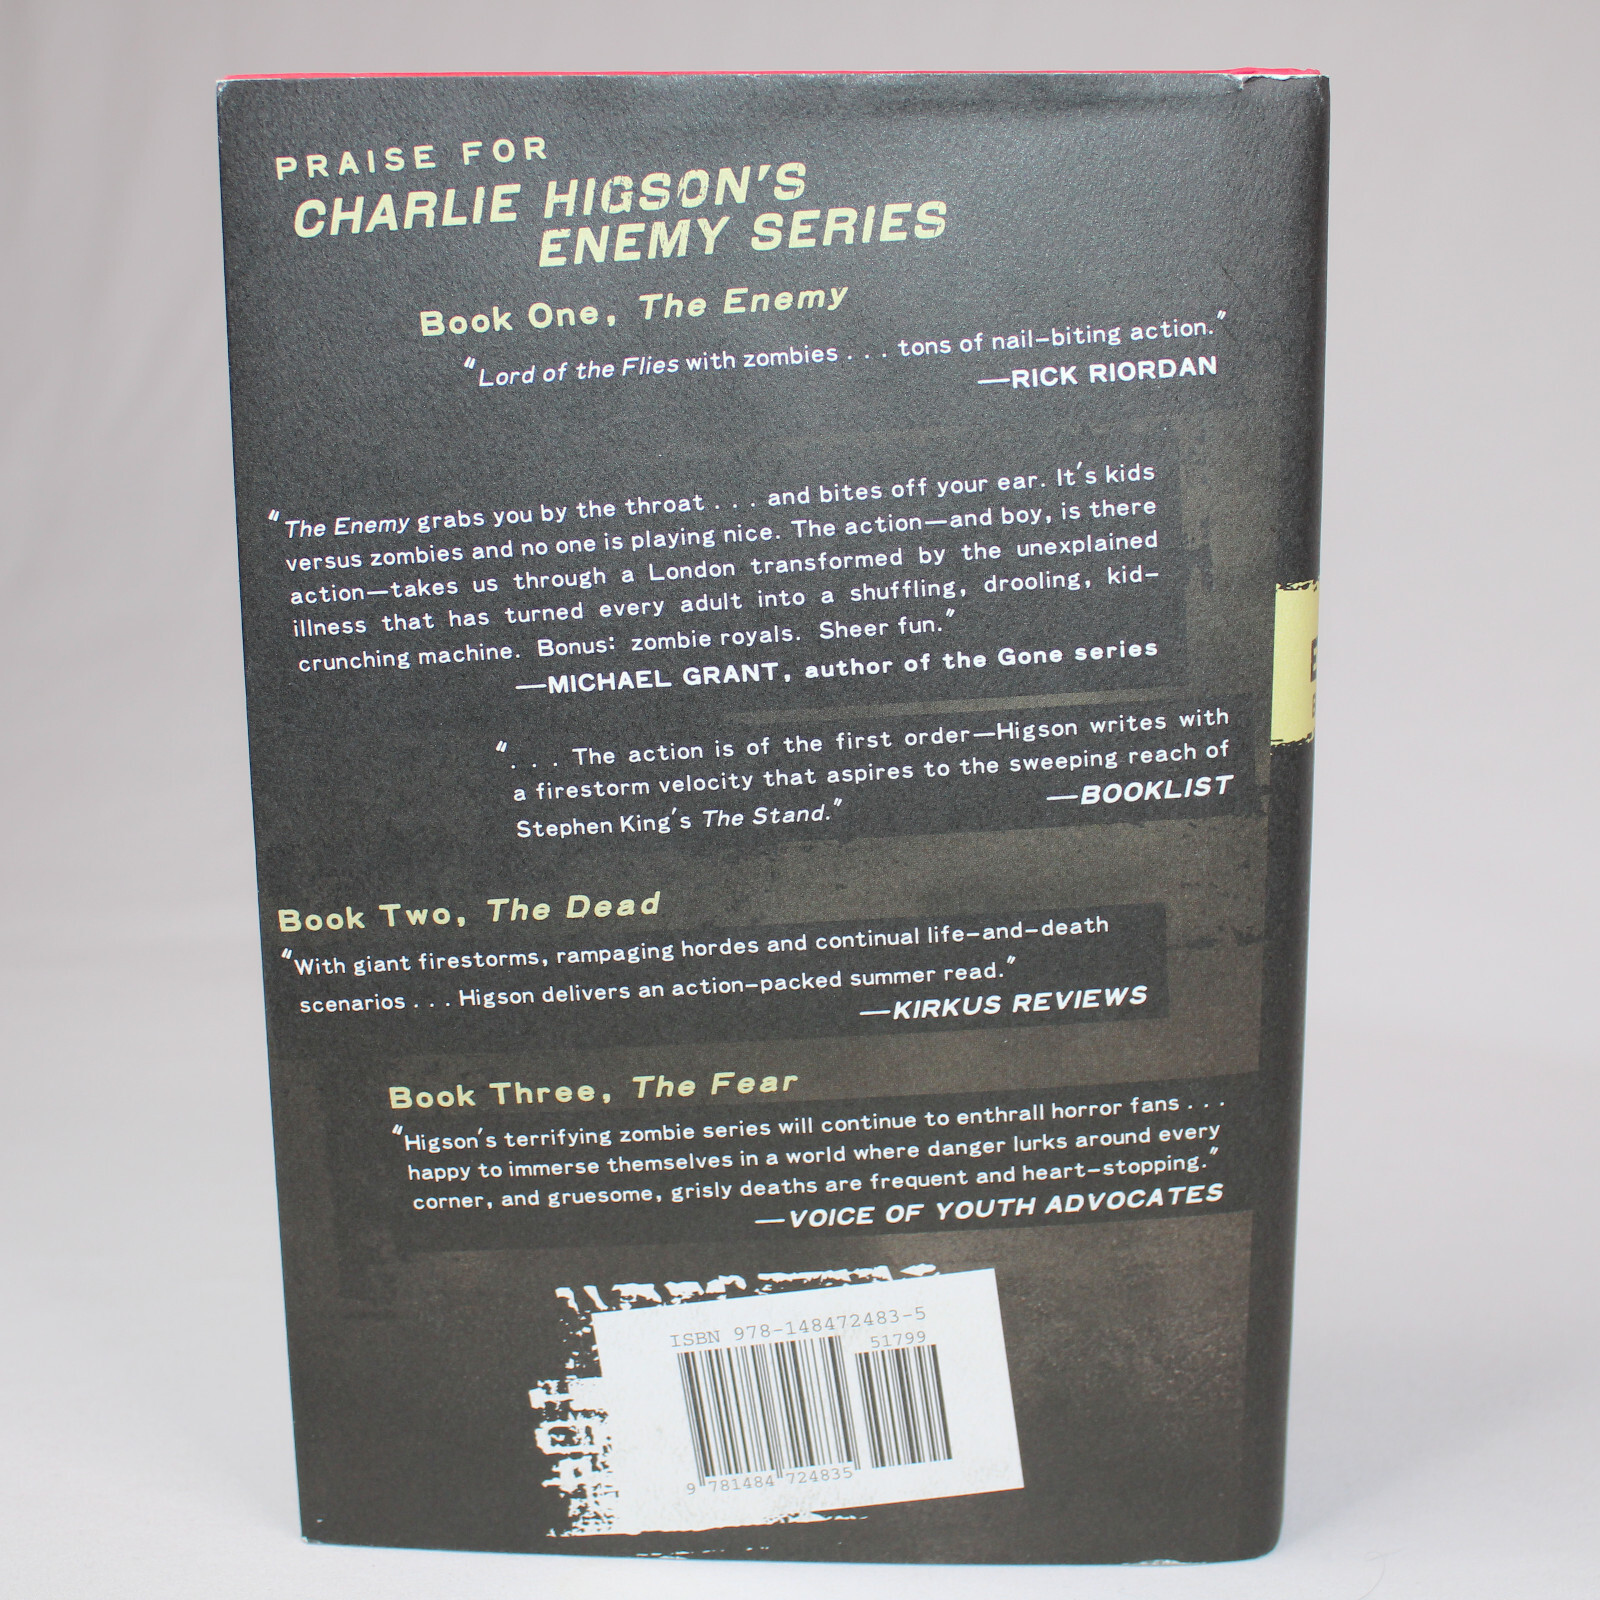 PRAISE FOR
CHARLIE HIGSON'S
ENEMY SERIES
Book One, The Enemy
"Lord of the Flies with zombies . . . tons of nail-biting action."
—RICK RIORDAN
"The Enemy grabs you by the throat . . . and bites off your ear. It's kids
versus zombies and no one is playing nice. The action—and boy, is there
action—takes us through a London transformed by the unexplained
illness that has turned every adult into a shuffling, drooling, kid-
crunching machine. Bonus: zombie royals. Sheer fun."
—MICHAEL GRANT, author of the Gone series
". . . The action is of the first order—Higson writes with
a firestorm velocity that aspires to the sweeping reach of
Stephen King's The Stand."
—BOOKLIST
Book Two, The Dead
"With giant firestorms, rampaging hordes and continual life-and-death
scenarios . . . Higson delivers an action-packed summer read."
—KIRKUS REVIEWS
Book Three, The Fear
"Higson's terrifying zombie series will continue to enthrall horror fans . . .
happy to immerse themselves in a world where danger lurks around every
corner, and gruesome, grisly deaths are frequent and heart-stopping."
—VOICE OF YOUTH ADVOCATES
ISBN 978-148472483-5
51799
9 781484 724835